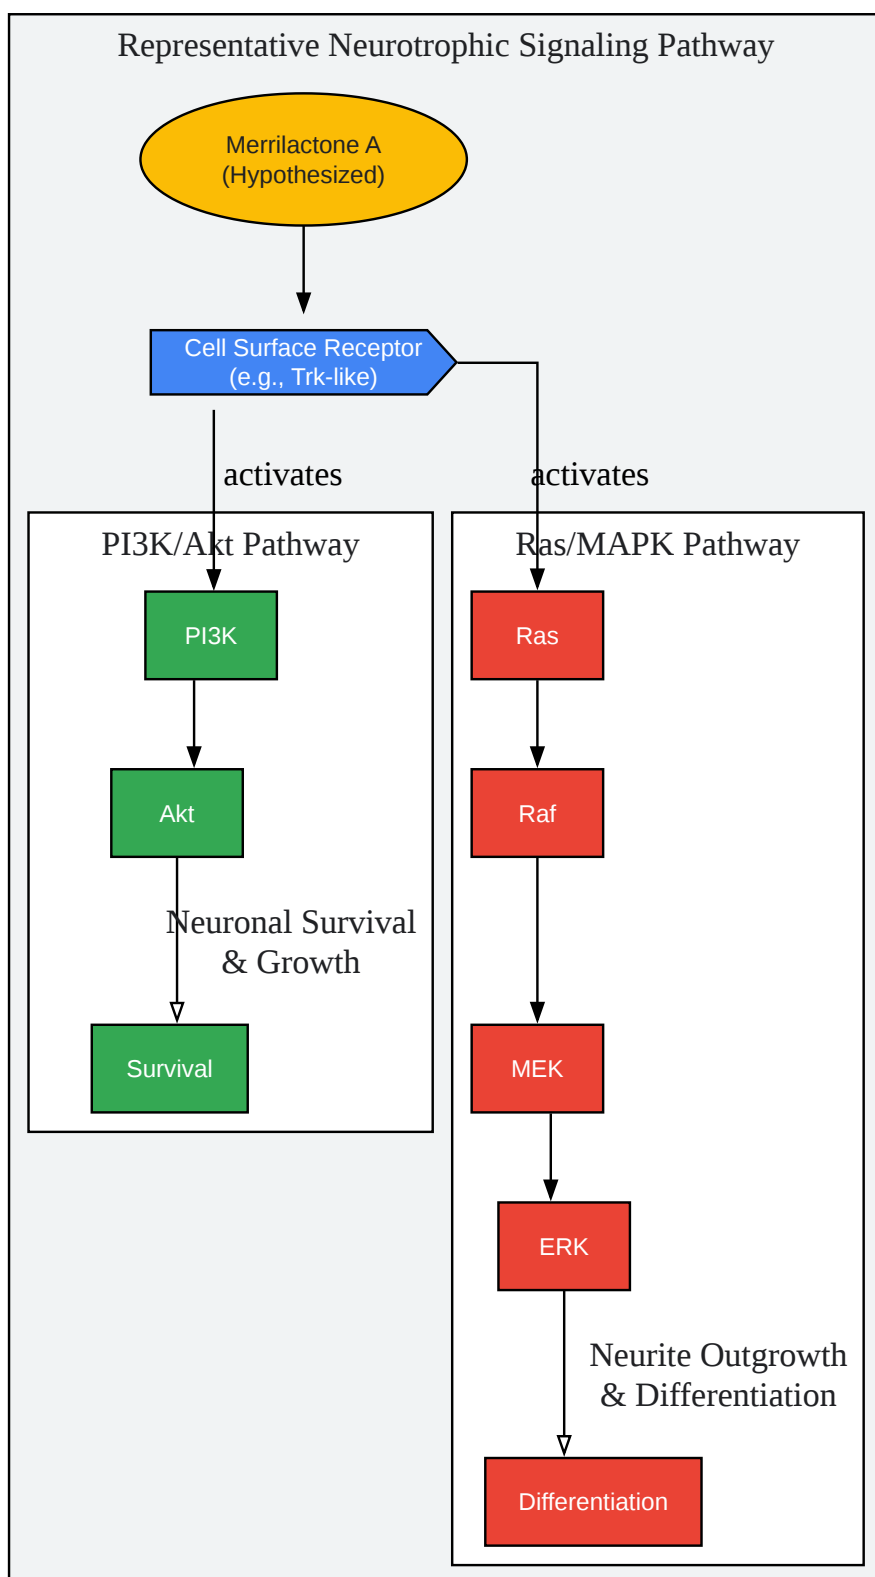 Representative Neurotrophic Signaling Pathway
Merrilactone A
(Hypothesized)
Cell Surface Receptor
(e.g., Trk-like)
activates
activates
PI3K/Akt Pathway
PI3K
Akt
Neuronal Survival
& Growth
Survival
Ras/MAPK Pathway
Ras
Raf
MEK
ERK
Neurite Outgrowth
& Differentiation
Differentiation